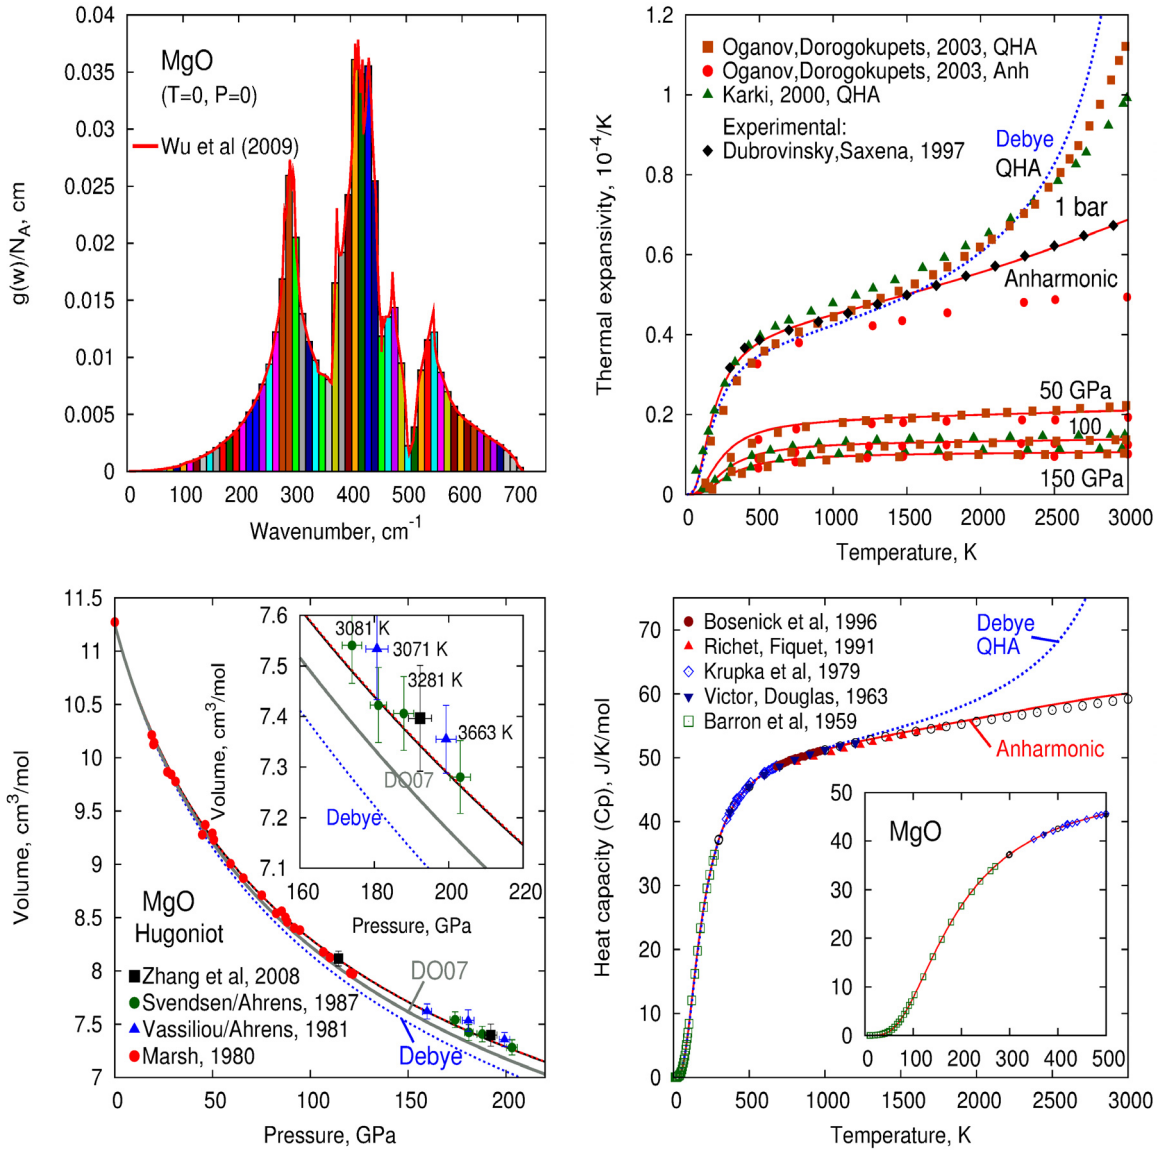 0.04
0.035
0.03
0.025
0.02
0.015
0.01
0.005
0
g(w)/N_A, cm
MgO
(T=0, P=0)
Wu et al (2009)
0 100 200 300 400 500 600 700
Wavenumber, cm^-1
1.2
1
0.8
0.6
0.4
0.2
0
Thermal expansivity, 10^-4/K
Oganov,Dorogokupets, 2003, QHA
Oganov,Dorogokupets, 2003, Anh
Karki, 2000, QHA
Experimental:
Dubrovinsky,Saxena, 1997
Debye
QHA
1 bar
Anharmonic
50 GPa
100
150 GPa
0 500 1000 1500 2000 2500 3000
Temperature, K
11.5
11
10.5
10
9.5
9
8.5
8
7.5
7
Volume, cm^3/mol
7.6
7.5
7.4
7.3
7.2
7.1
Volume, cm^3/mol
3081 K
3071 K
3281 K
3663 K
DO07
Debye
160 180 200 220
Pressure, GPa
MgO
Hugoniot
Zhang et al, 2008
Svendsen/Ahrens, 1987
Vassiliou/Ahrens, 1981
Marsh, 1980
DO07
Debye
0 50 100 150 200
Pressure, GPa
70
60
50
40
30
20
10
0
Heat capacity (Cp), J/K/mol
Bosenick et al, 1996
Richet, Fiquet, 1991
Krupka et al, 1979
Victor, Douglas, 1963
Barron et al, 1959
Debye
QHA
Anharmonic
50
40
30
20
10
0
MgO
0 100 200 300 400 500
0 500 1000 1500 2000 2500 3000
Temperature, K